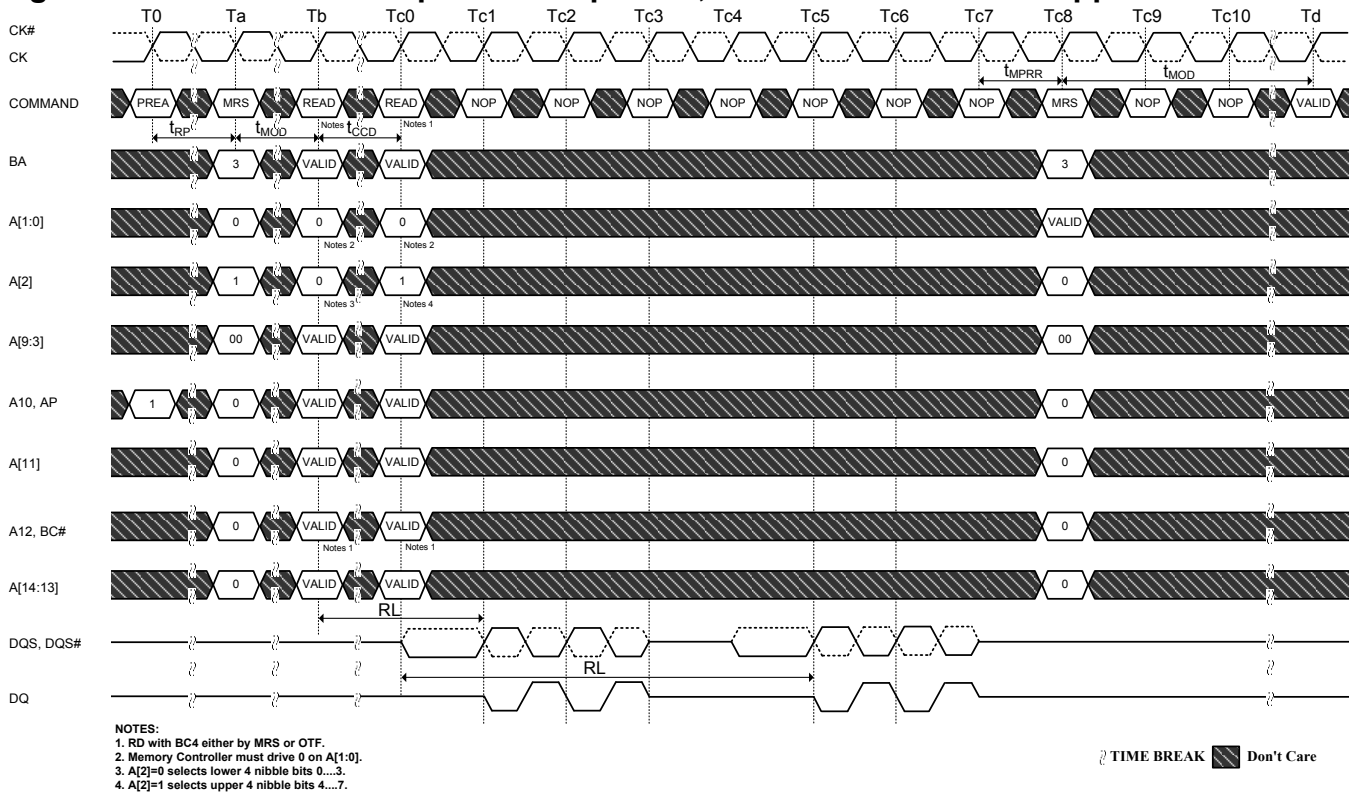 T0 Ta Tb Tc0 Tc1 Tc2 Tc3 Tc4 Tc5 Tc6 Tc7 Tc8 Tc9 Tc10 Td
CK#
CK
tMPRR tMOD
COMMAND PREA MRS READ READ NOP NOP NOP NOP NOP NOP NOP MRS NOP NOP VALID
Notes 1 Notes 1
tRP tMOD tCCD
BA 3 VALID VALID 3
A[1:0] 0 0 0 VALID
Notes 2 Notes 2
A[2] 1 0 1 0
Notes 3 Notes 4
A[9:3] 00 VALID VALID 00
A10, AP 1 0 VALID VALID 0
A[11] 0 VALID VALID 0
A12, BC# 0 VALID VALID 0
Notes 1 Notes 1
A[14:13] 0 VALID VALID 0
RL
DQS, DQS#
RL
DQ
NOTES:
1. RD with BC4 either by MRS or OTF.
2. Memory Controller must drive 0 on A[1:0].
3. A[2]=0 selects lower 4 nibble bits 0....3.
4. A[2]=1 selects upper 4 nibble bits 4....7.
TIME BREAK Don't Care